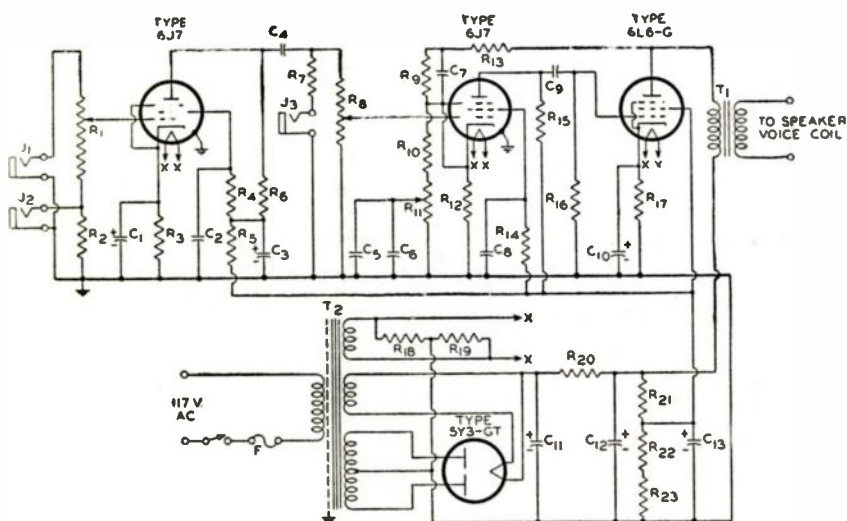 TYPE
6J7
TYPE
6J7
TYPE
6L6-G
C4
R7
J3
R8
R9
C7
R13
C9
R15
T1
TO SPEAKER
VOICE COIL
J1
J2
R1
R2
C1
R3
C2
R4
R5
R6
C3
X X
R10
R11
C5
C6
R12
C8
R14
X X
R16
C10
R17
X X
T2
X
R18
R19
X
117 V.
AC
F
TYPE
5Y3-GT
R20
C11
C12
R21
R22
R23
C13